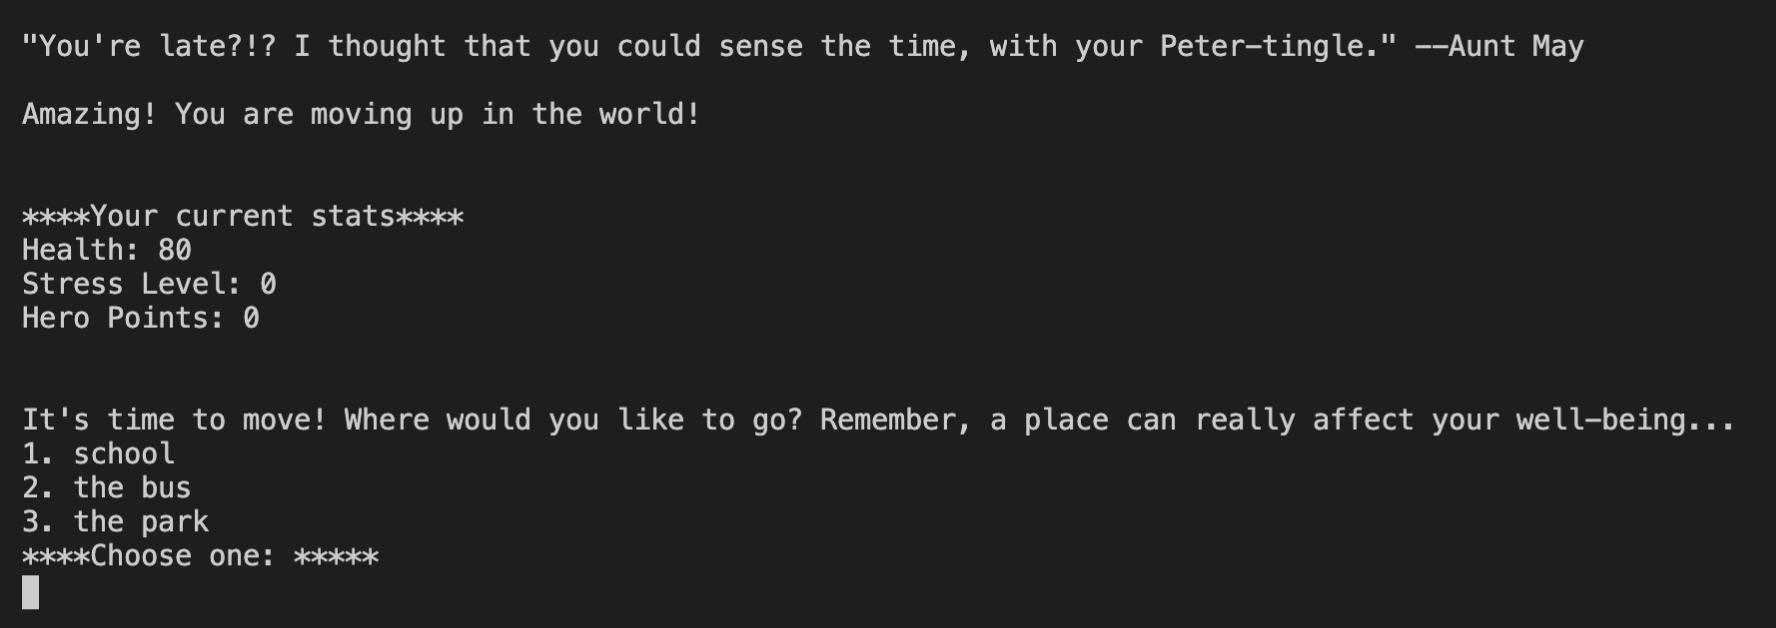 "You're late?!? I thought that you could sense the time, with your Peter-tingle." --Aunt May
Amazing! You are moving up in the world!
****Your current stats****
Health: 80
Stress Level: 0
Hero Points: 0
It's time to move! Where would you like to go? Remember, a place can really affect your well-being...
1. school
2. the bus
3. the park
****Choose one: *****